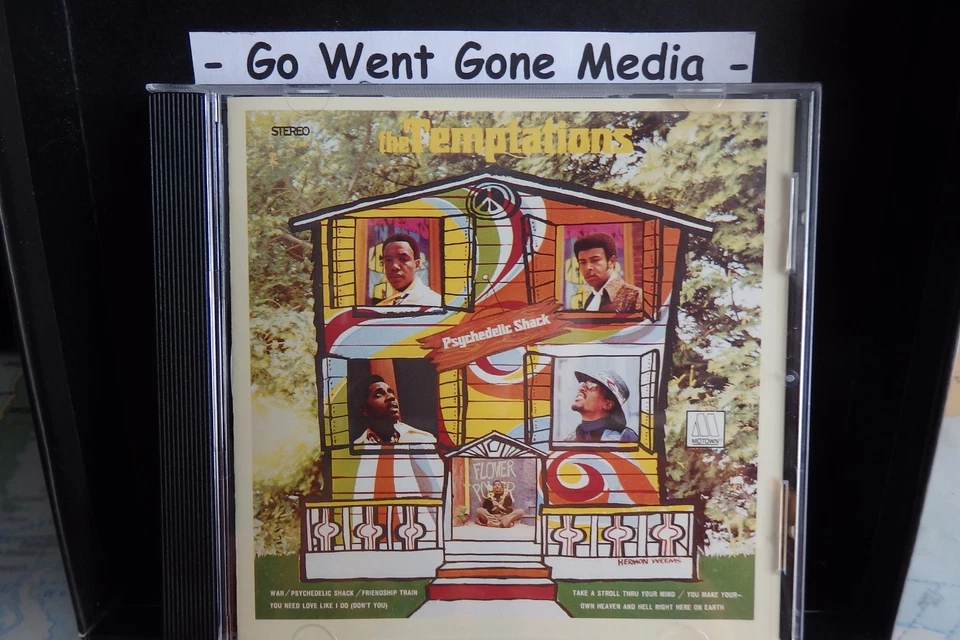 - Go Went Gone Media -
STEREO
the Temptations
Psychedelic Shack
MOTOWN
FLOWER
POWER
HERMON WEEMS
WAR / PSYCHEDELIC SHACK / FRIENDSHIP TRAIN
YOU NEED LOVE LIKE I DO (DON'T YOU)
TAKE A STROLL THRU YOUR MIND / YOU MAKE YOUR-
OWN HEAVEN AND HELL RIGHT HERE ON EARTH